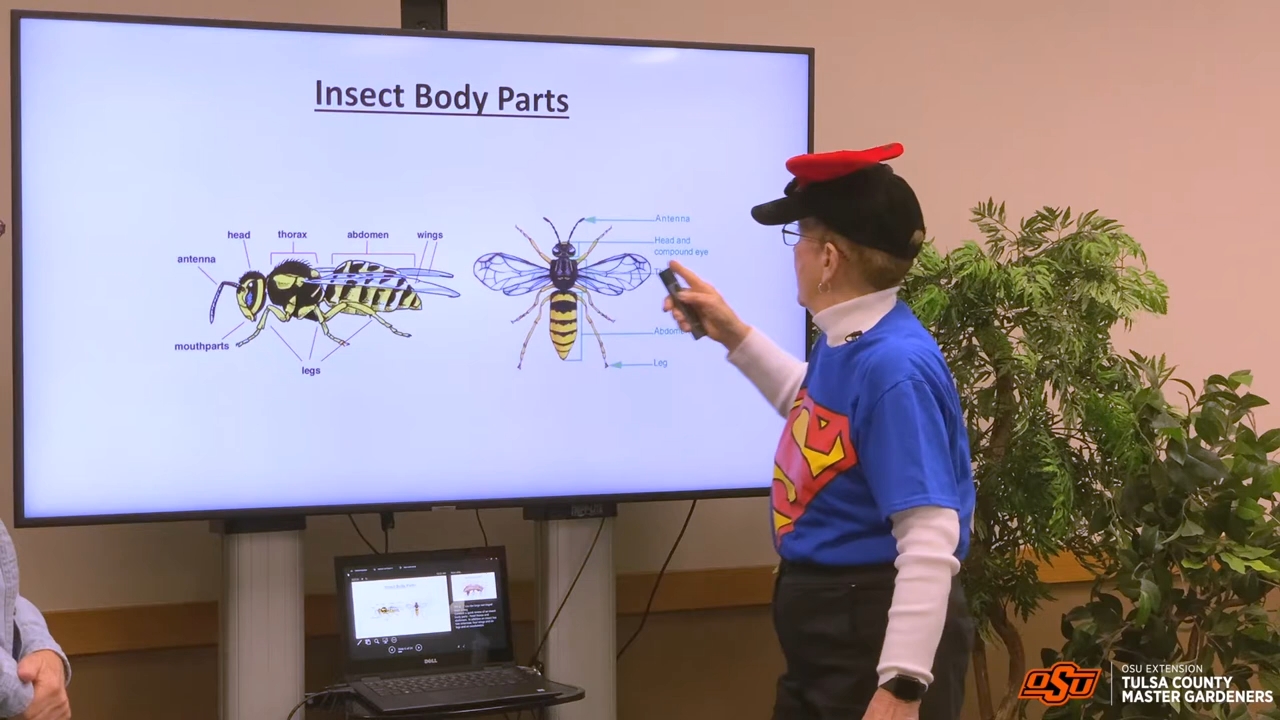 Insect Body Parts
head
thorax
abdomen
wings
antenna
mouthparts
legs
Antenna
Head and
compound eye
Leg
DELL
OSU
OSU EXTENSION
TULSA COUNTY
MASTER GARDENERS